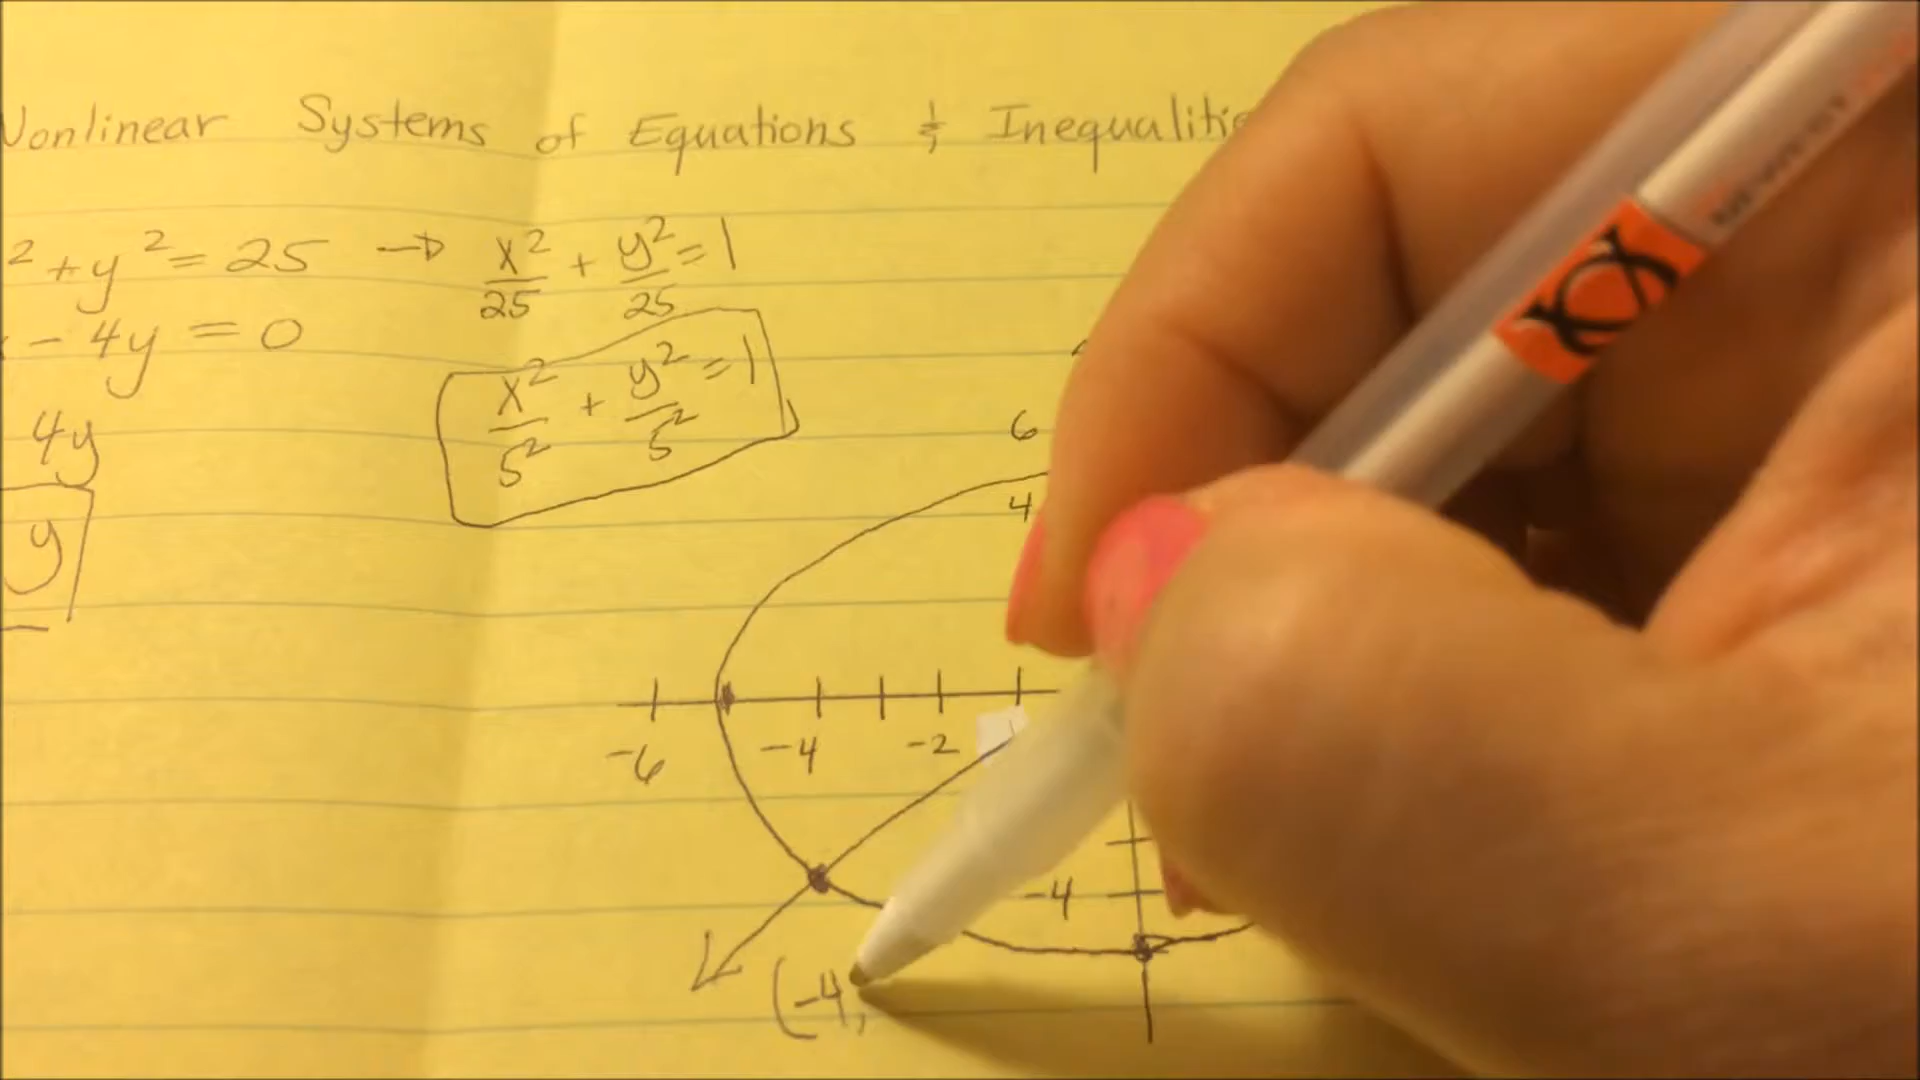 Nonlinear Systems of Equations & Inequalitie
² + y² = 25 → x²/25 + y²/25 = 1
- 4y = 0
x²/5² + y²/5² = 1
4y
y
6
4
-6 -4 -2
-4
(-4,